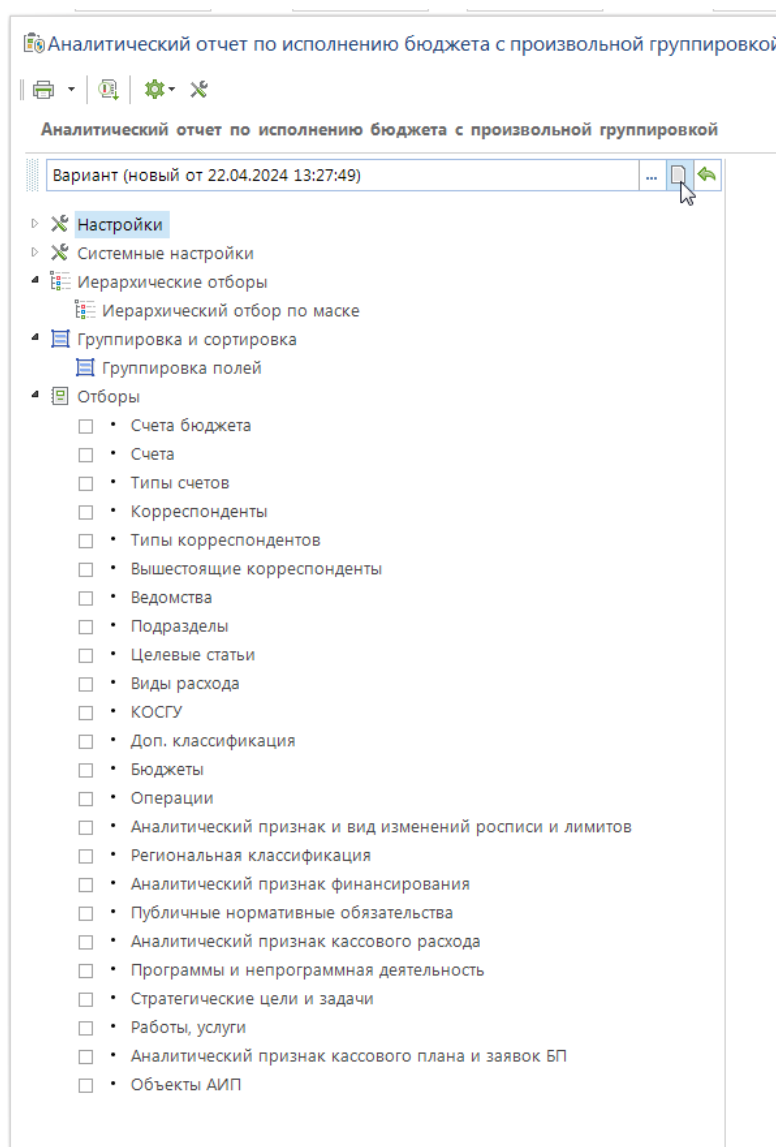 Аналитический отчет по исполнению бюджета с произвольной группировкой
Аналитический отчет по исполнению бюджета с произвольной группировкой
Вариант (новый от 22.04.2024 13:27:49)
...
Настройки
Системные настройки
Иерархические отборы
Иерархический отбор по маске
Группировка и сортировка
Группировка полей
Отборы
• Счета бюджета
• Счета
• Типы счетов
• Корреспонденты
• Типы корреспондентов
• Вышестоящие корреспонденты
• Ведомства
• Подразделы
• Целевые статьи
• Виды расхода
• КОСГУ
• Доп. классификация
• Бюджеты
• Операции
• Аналитический признак и вид изменений росписи и лимитов
• Региональная классификация
• Аналитический признак финансирования
• Публичные нормативные обязательства
• Аналитический признак кассового расхода
• Программы и непрограммная деятельность
• Стратегические цели и задачи
• Работы, услуги
• Аналитический признак кассового плана и заявок БП
• Объекты АИП